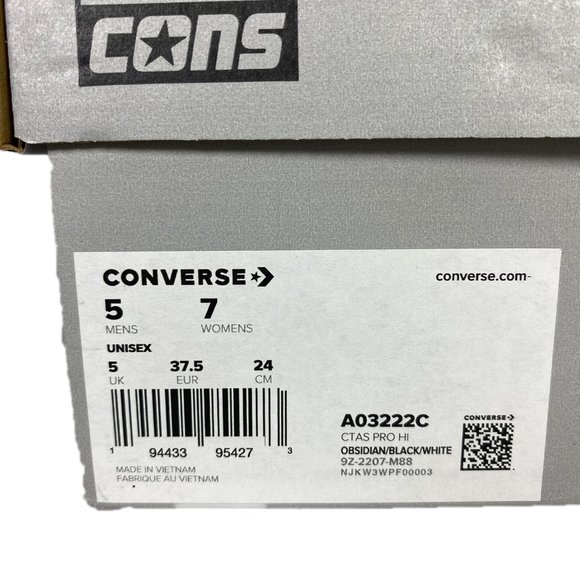 CONS
CONVERSE
converse.com
5 7
MENS WOMENS
UNISEX
5 37.5 24
UK EUR CM
1 94433 95427 3
MADE IN VIETNAM
FABRIQUE AU VIETNAM
A03222C
CTAS PRO HI
OBSIDIAN/BLACK/WHITE
9Z-2207-M88
NJKW3WPF00003
CONVERSE